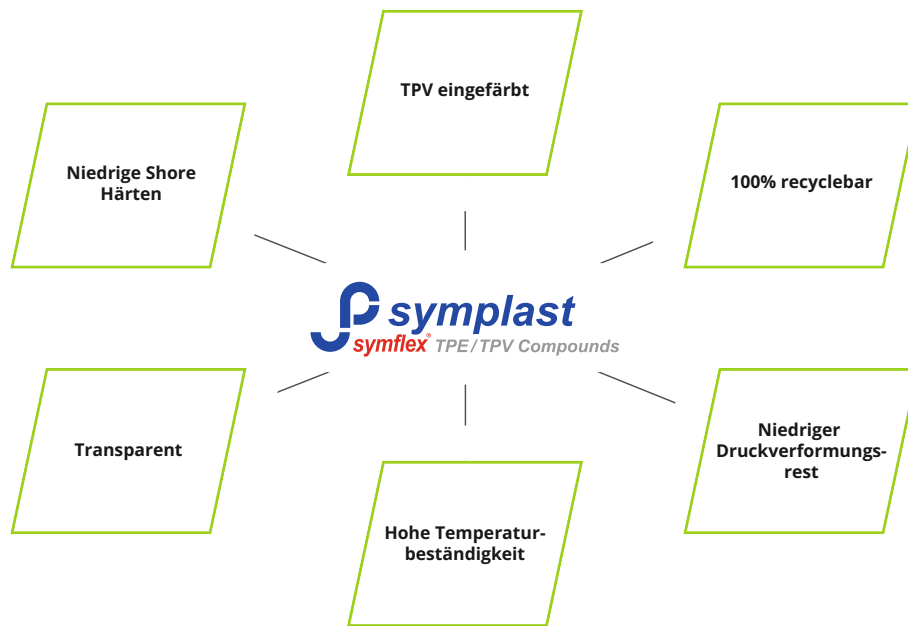 TPV eingefärbt
Niedrige Shore
Härten
100% recyclebar
symplast
symflex® TPE/TPV Compounds
Transparent
Niedriger
Druckverformungs-
rest
Hohe Temperatur-
beständigkeit